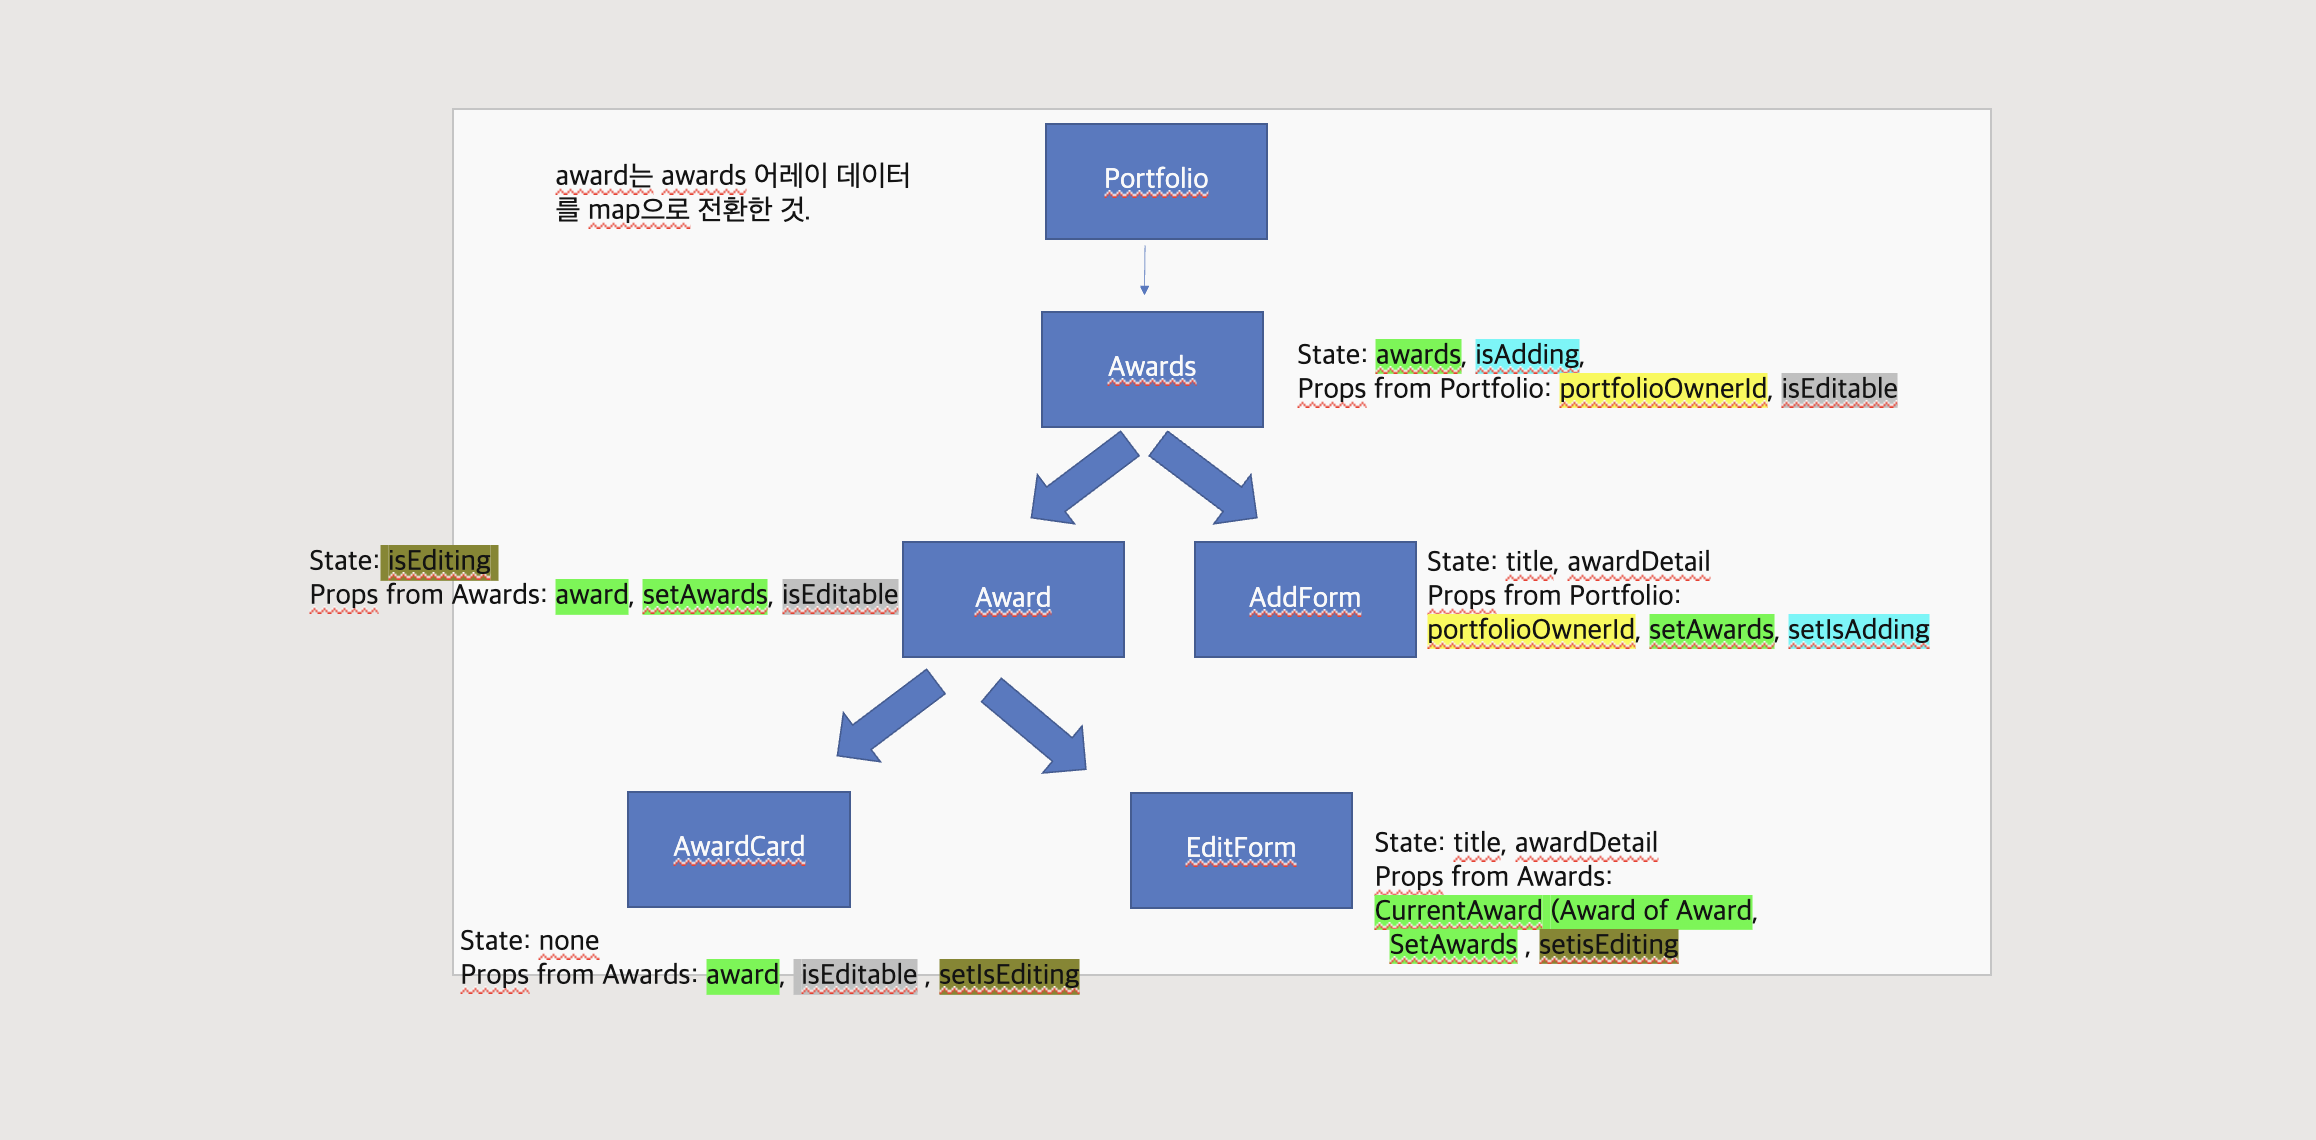 award는 awards 어레이 데이터
를 map으로 전환한 것.
Portfolio
Awards
State: awards, isAdding,
Props from Portfolio: portfolioOwnerId, isEditable
State: isEditing
Props from Awards: award, setAwards, isEditable
Award
AddForm
State: title, awardDetail
Props from Portfolio:
portfolioOwnerId, setAwards, setIsAdding
AwardCard
State: none
Props from Awards: award, isEditable , setIsEditing
EditForm
State: title, awardDetail
Props from Awards:
CurrentAward (Award of Award,
SetAwards , setisEditing